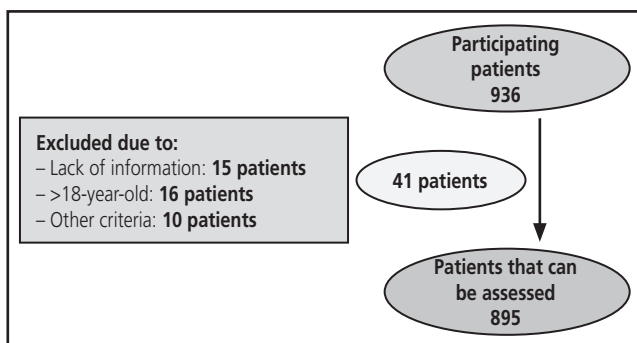 Participating
patients
936
Excluded due to:
– Lack of information: 15 patients
– >18-year-old: 16 patients
– Other criteria: 10 patients
41 patients
Patients that can
be assessed
895